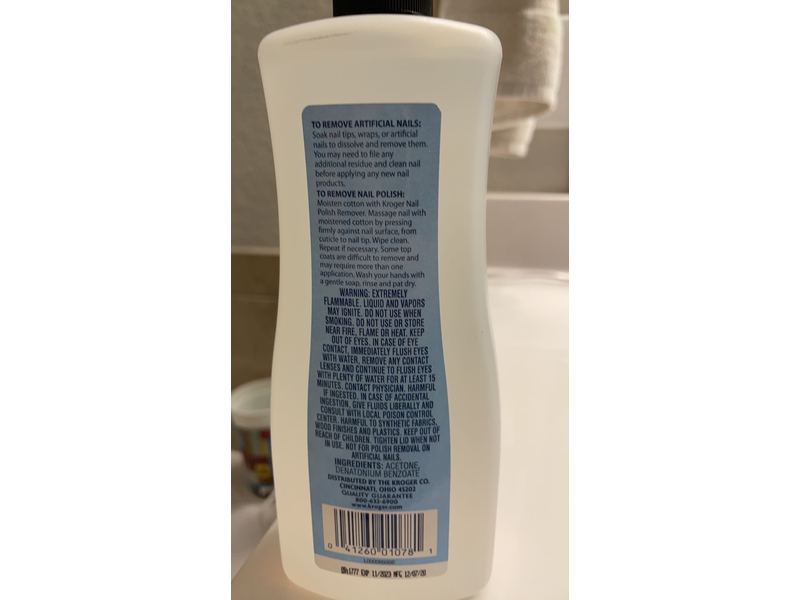 TO REMOVE ARTIFICIAL NAILS:
Soak nail tips, wraps, or artificial
nails to dissolve and remove them.
You may need to file any
additional residue and clean nail
before applying any new nail
products.
TO REMOVE NAIL POLISH:
Moisten cotton with Kroger Nail
Polish Remover. Massage nail with
moistened cotton by pressing
firmly against nail surface, from
cuticle to nail tip. Wipe clean.
Repeat if necessary. Some top
coats are difficult to remove and
may require more than one
application. Wash your hands with
a gentle soap, rinse and pat dry.
WARNING: EXTREMELY
FLAMMABLE. LIQUID AND VAPORS
MAY IGNITE. DO NOT USE WHEN
SMOKING. DO NOT USE OR STORE
NEAR FIRE, FLAME OR HEAT. KEEP
OUT OF EYES. IN CASE OF EYE
CONTACT, IMMEDIATELY FLUSH EYES
WITH WATER, REMOVE ANY CONTACT
LENSES AND CONTINUE TO FLUSH EYES
WITH PLENTY OF WATER FOR AT LEAST 15
MINUTES. CONTACT PHYSICIAN. HARMFUL
IF INGESTED. IN CASE OF ACCIDENTAL
INGESTION, GIVE FLUIDS LIBERALLY AND
CONSULT WITH LOCAL POISON CONTROL
CENTER. HARMFUL TO SYNTHETIC FABRICS,
WOOD FINISHES AND PLASTICS. KEEP OUT OF
REACH OF CHILDREN. TIGHTEN LID WHEN NOT
IN USE. NOT FOR POLISH REMOVAL ON
ARTIFICIAL NAILS.
INGREDIENTS: ACETONE,
DENATONIUM BENZOATE
DISTRIBUTED BY THE KROGER CO.
CINCINNATI, OHIO 45202
QUALITY GUARANTEE
800-632-6900
www.kroger.com
0 41260 01078 1
EXP 11/2023 MFG 12/07/20